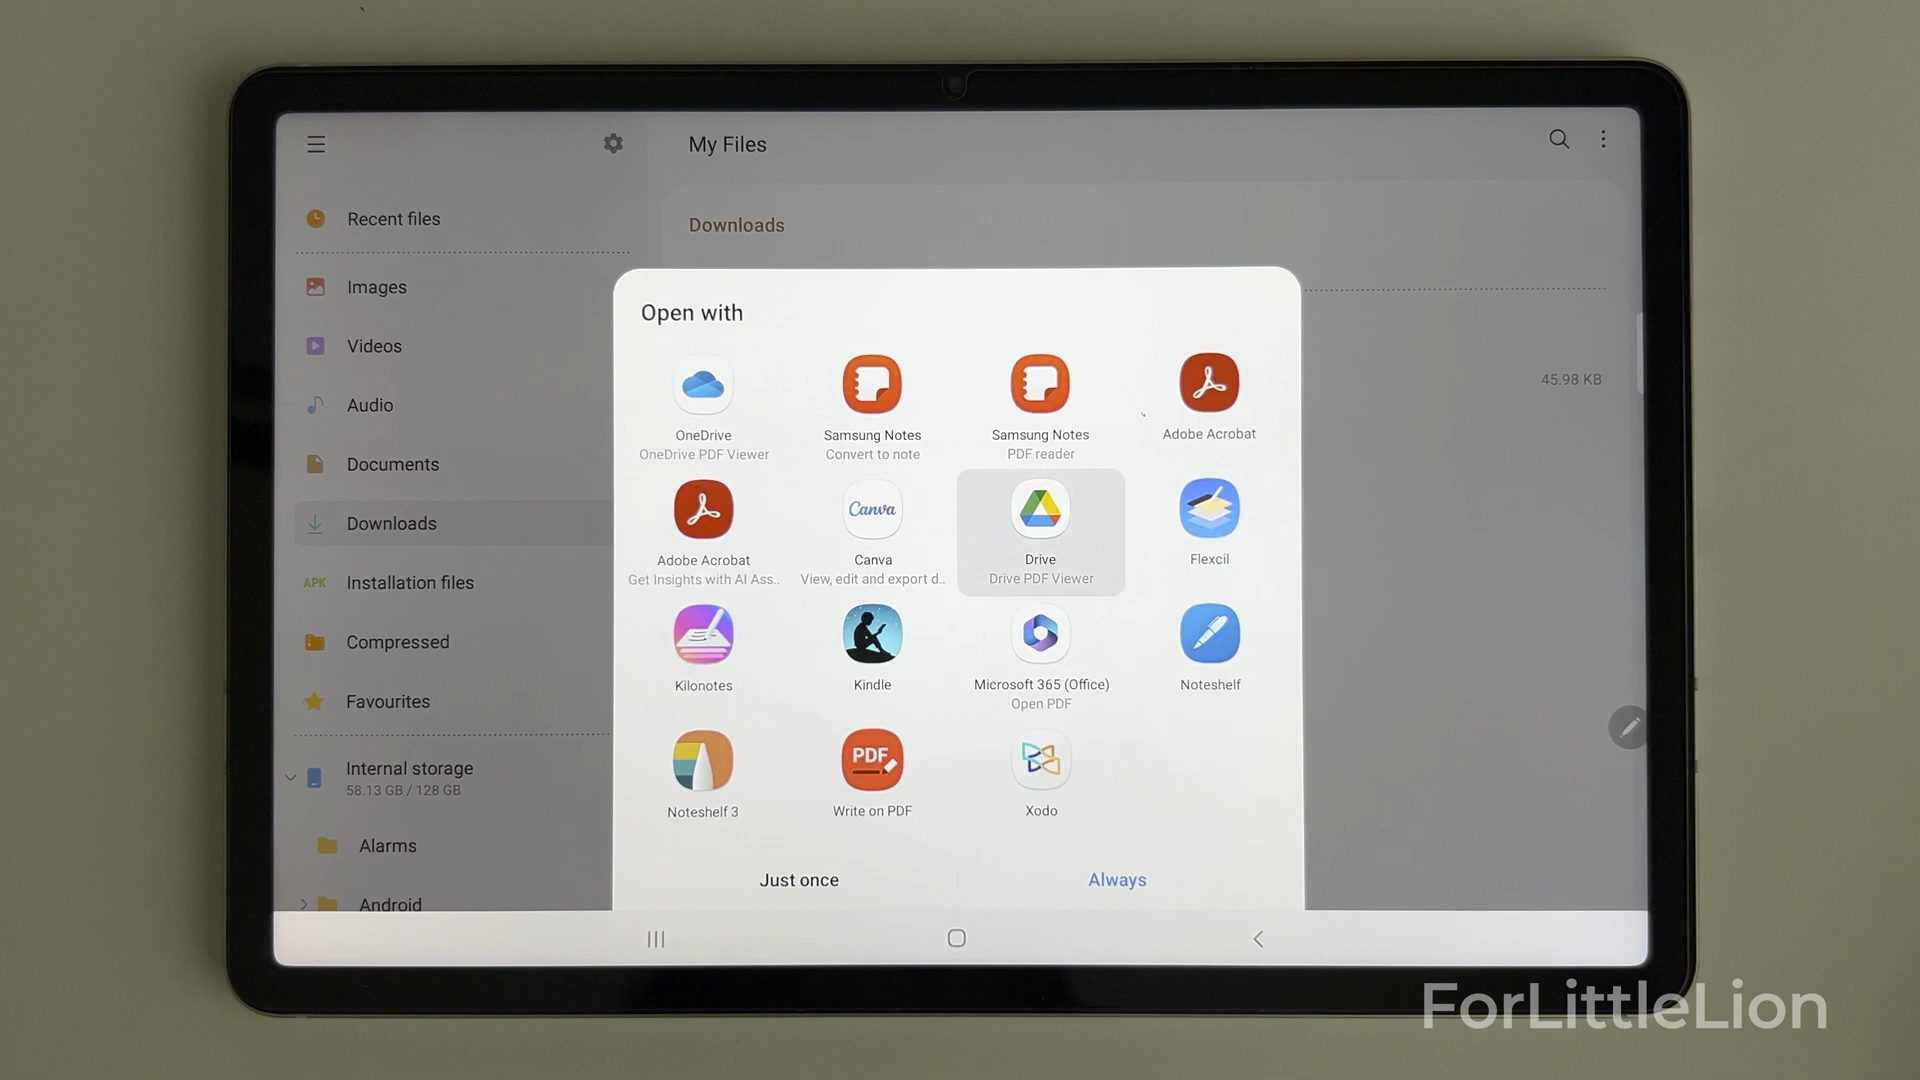 My Files
Recent files
Images
Videos
Audio
Documents
Downloads
APK Installation files
Compressed
Favourites
Internal storage
58.13 GB / 128 GB
Alarms
Android
Downloads
45.98 KB
Open with
OneDrive
OneDrive PDF Viewer
Samsung Notes
Convert to note
Samsung Notes
PDF reader
Adobe Acrobat
Adobe Acrobat
Get Insights with AI Ass..
Canva
Canva
View, edit and export d..
Drive
Drive PDF Viewer
Flexcil
Kilonotes
Kindle
Microsoft 365 (Office)
Open PDF
Noteshelf
Noteshelf 3
PDF
Write on PDF
Xodo
Just once
Always
ForLittleLion